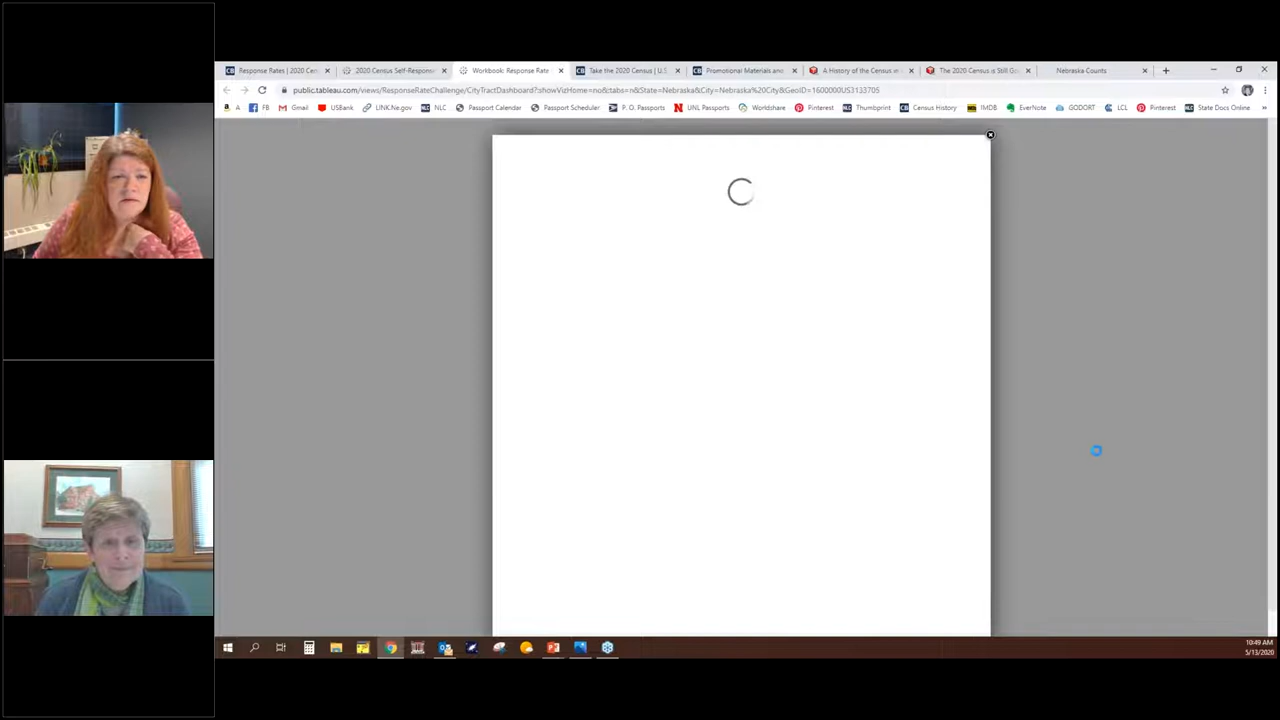 Response Rates | 2020 Cen
2020 Census Self-Respons
Workbook: Response Rate
Take the 2020 Census | U.S.
Promotional Materials and
A History of the Census in
The 2020 Census is Still Go
Nebraska Counts
public.tableau.com/views/ResponseRateChallenge/CityTractDashboard?:showVizHome=no&:tabs=n&State=Nebraska&City=Nebraska%20City&GeoID=1600000US3133705
A FB Gmail USBank LINK.Ne.gov NLC Passport Calendar Passport Scheduler P. O. Passports UNL Passports Worldshare Pinterest Thumbprint Census History IMDB EverNote GODORT LCL Pinterest State Docs Online »
10:49 AM
5/13/2020